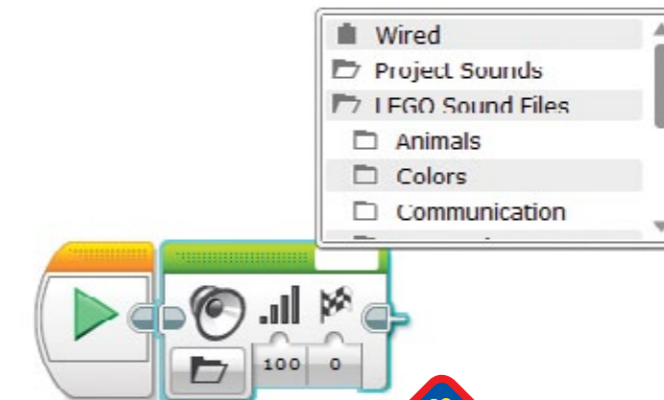 Wired
Project Sounds
LEGO Sound Files
Animals
Colors
Communication
100 0